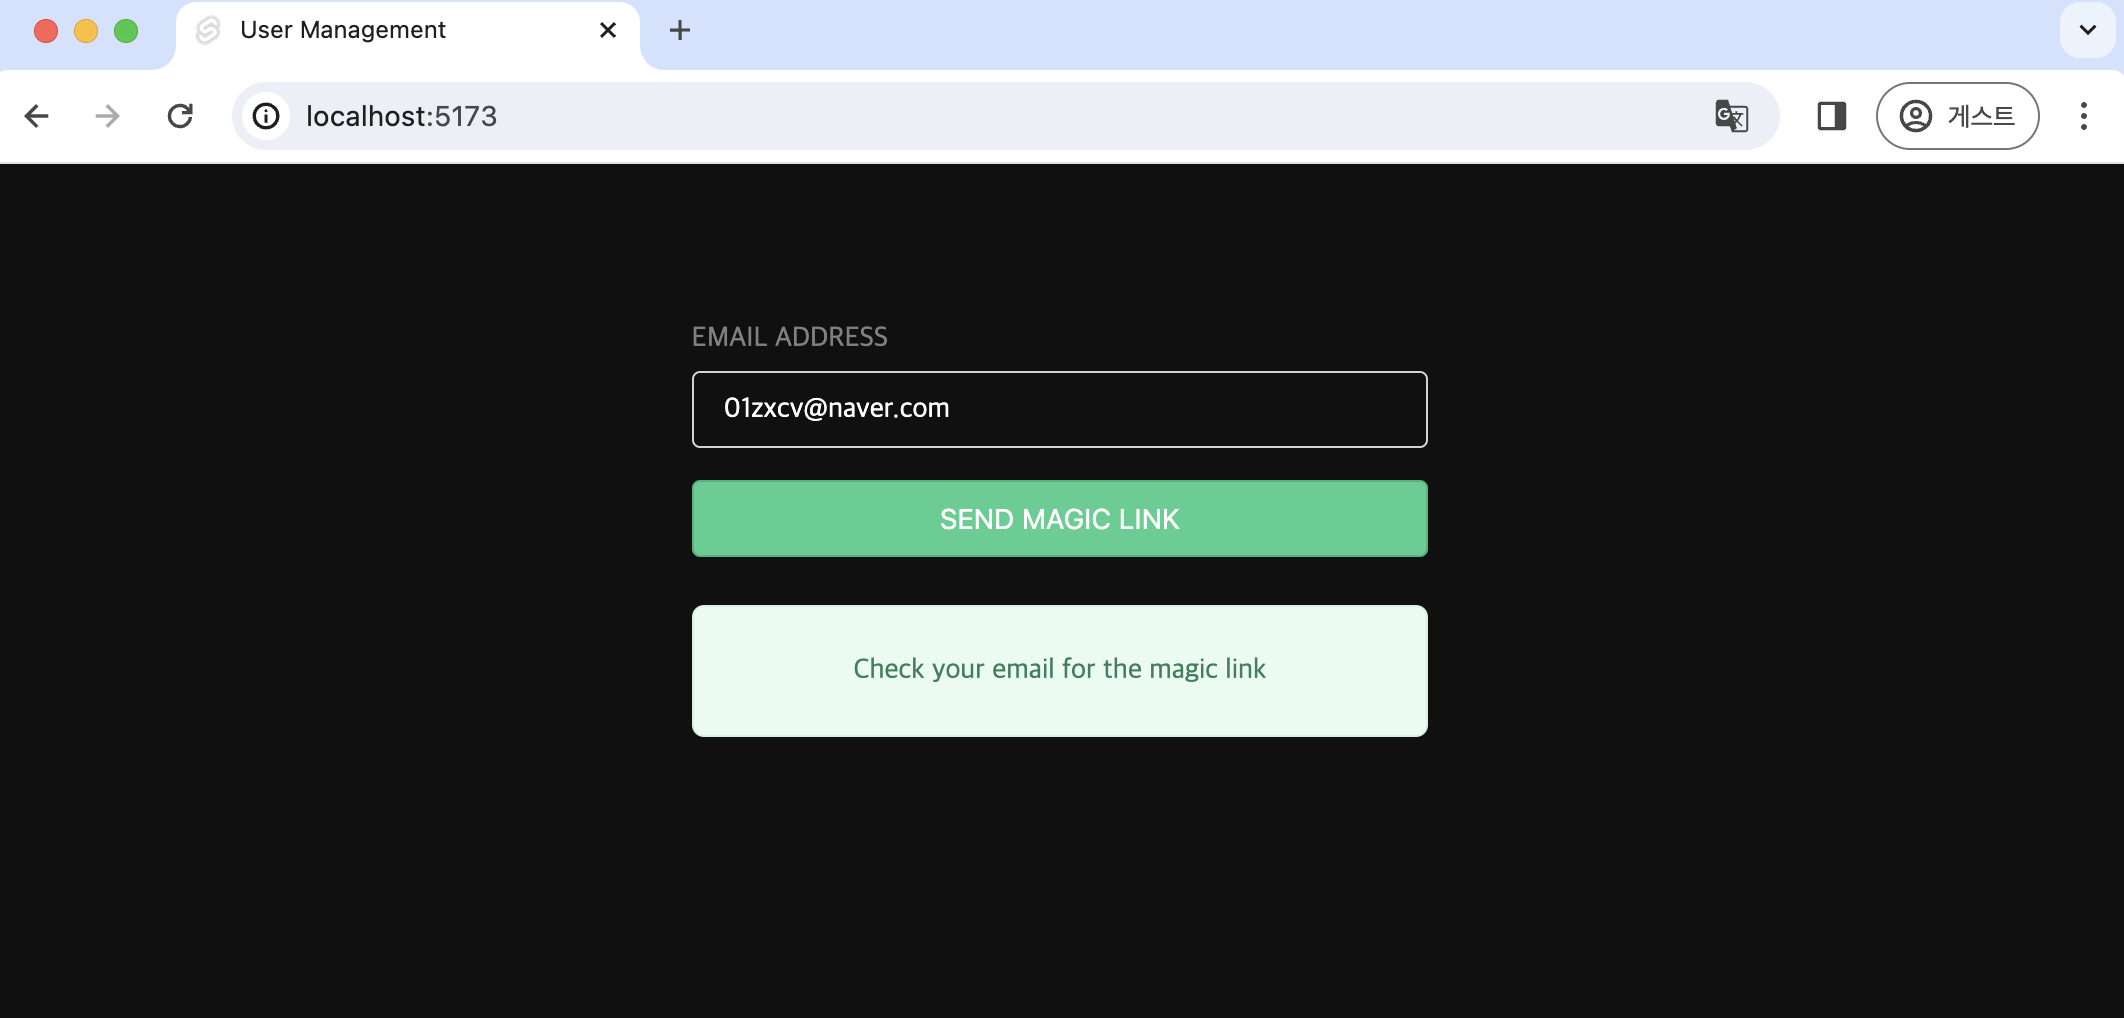 User Management
localhost:5173
게스트
EMAIL ADDRESS
01zxcv@naver.com
SEND MAGIC LINK
Check your email for the magic link